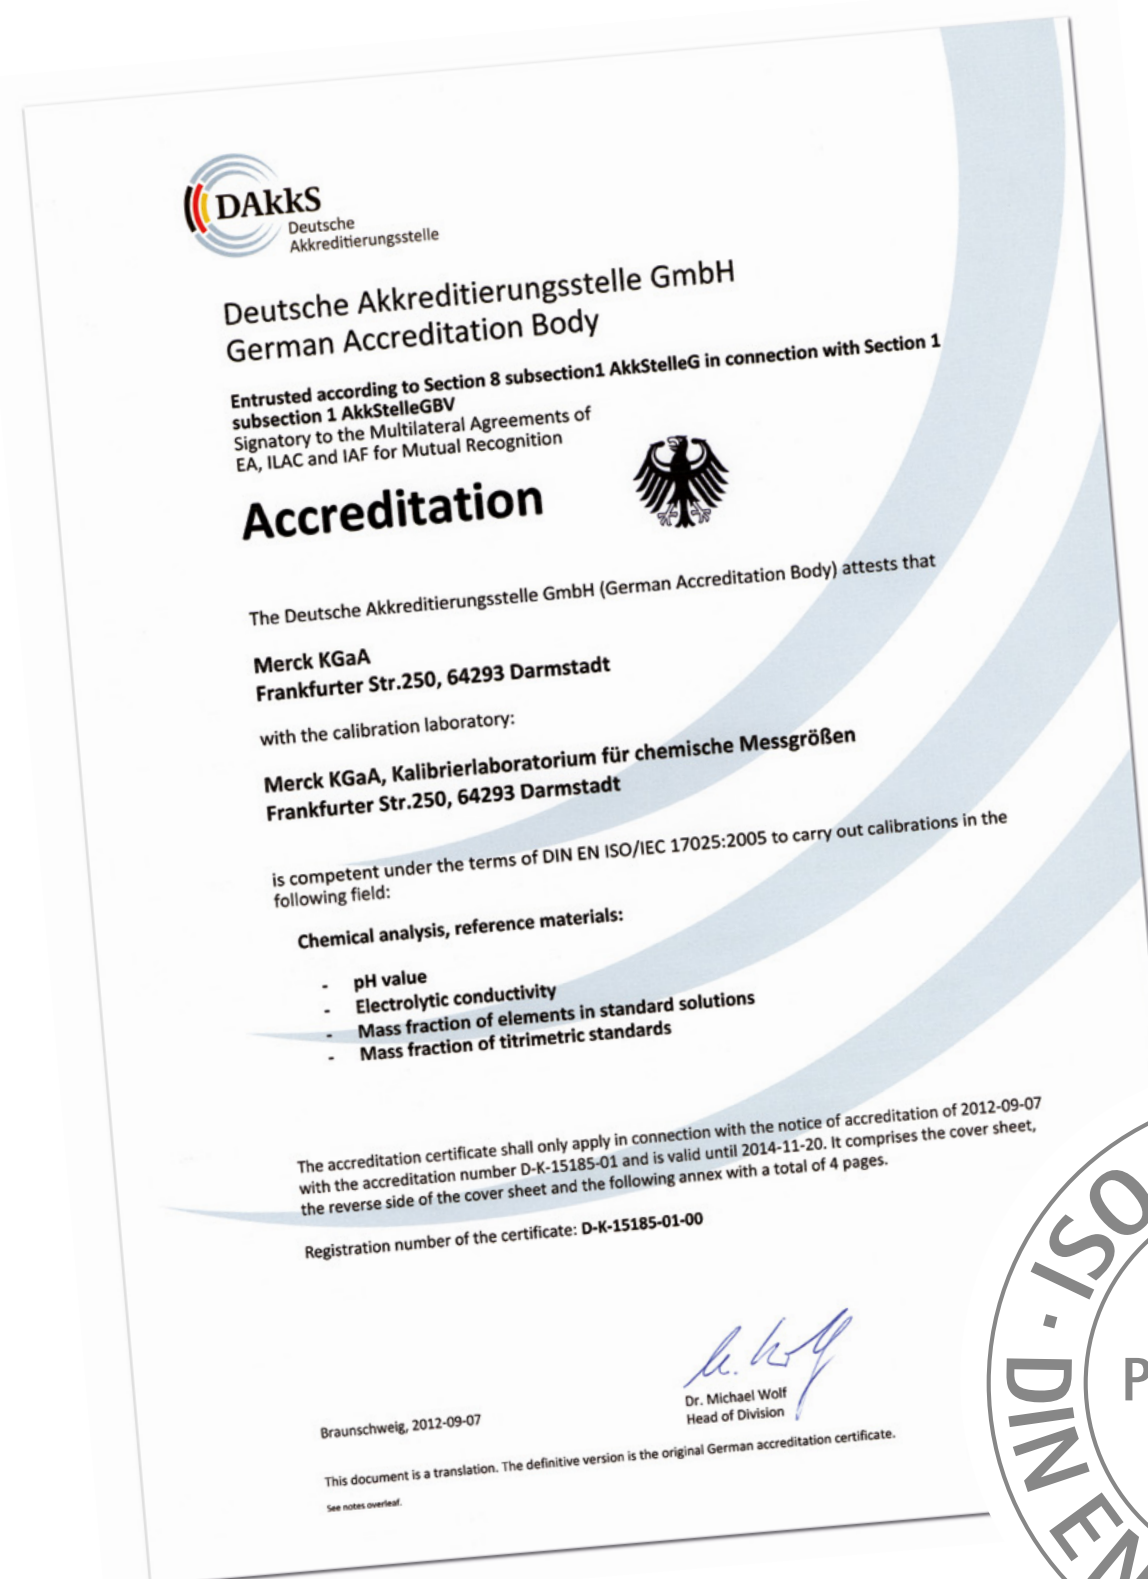 DAkkS
Deutsche
Akkreditierungsstelle
Deutsche Akkreditierungsstelle GmbH
German Accreditation Body
Entrusted according to Section 8 subsection1 AkkStelleG in connection with Section 1
subsection 1 AkkStelleGBV
Signatory to the Multilateral Agreements of
EA, ILAC and IAF for Mutual Recognition
Accreditation
The Deutsche Akkreditierungsstelle GmbH (German Accreditation Body) attests that
Merck KGaA
Frankfurter Str.250, 64293 Darmstadt
with the calibration laboratory:
Merck KGaA, Kalibrierlaboratorium für chemische Messgrößen
Frankfurter Str.250, 64293 Darmstadt
is competent under the terms of DIN EN ISO/IEC 17025:2005 to carry out calibrations in the
following field:
Chemical analysis, reference materials:
- pH value
- Electrolytic conductivity
- Mass fraction of elements in standard solutions
- Mass fraction of titrimetric standards
The accreditation certificate shall only apply in connection with the notice of accreditation of 2012-09-07
with the accreditation number D-K-15185-01 and is valid until 2014-11-20. It comprises the cover sheet,
the reverse side of the cover sheet and the following annex with a total of 4 pages.
Registration number of the certificate: D-K-15185-01-00
Dr. Michael Wolf
Head of Division
Braunschweig, 2012-09-07
This document is a translation. The definitive version is the original German accreditation certificate.
See notes overleaf.
DIN EN · ISO
P